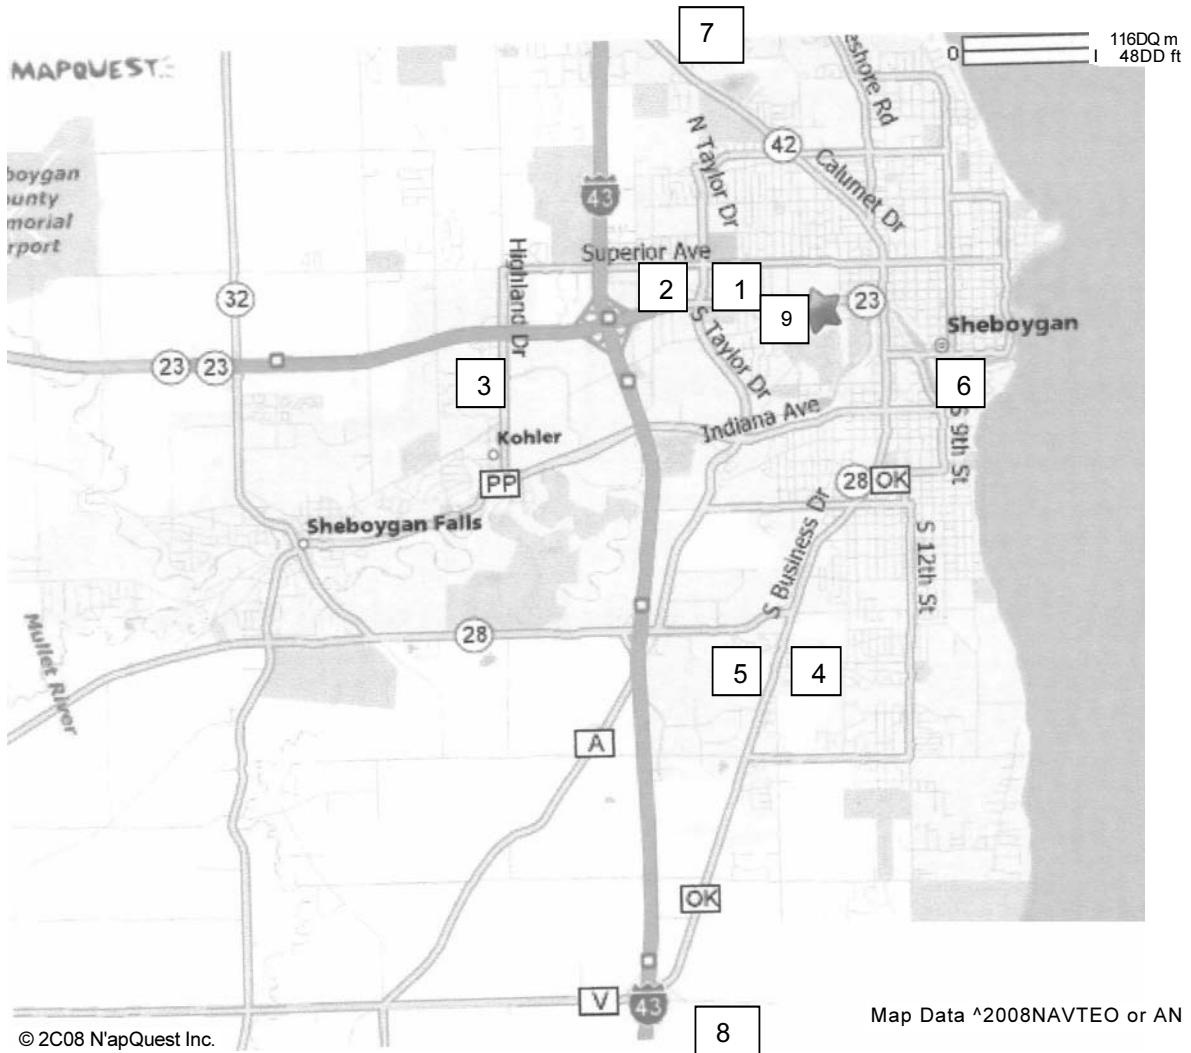 7
116DQ m
0
I 48DD ft
MAPQUEST
eshore Rd
N Taylor Dr
42
Calumet Dr
boygan
ounty
morial
rport
43
Highland Dr
Superior Ave
32
2
1
9
23
S Taylor Dr
Sheboygan
23
23
3
6
Indiana Ave
S 9th St
Kohler
PP
28
OK
Sheboygan Falls
S Business Dr
S 12th St
Mullet River
28
5
4
A
OK
V
43
8
Map Data ^2008NAVTEO or AN
© 2C08 N'apQuest Inc.